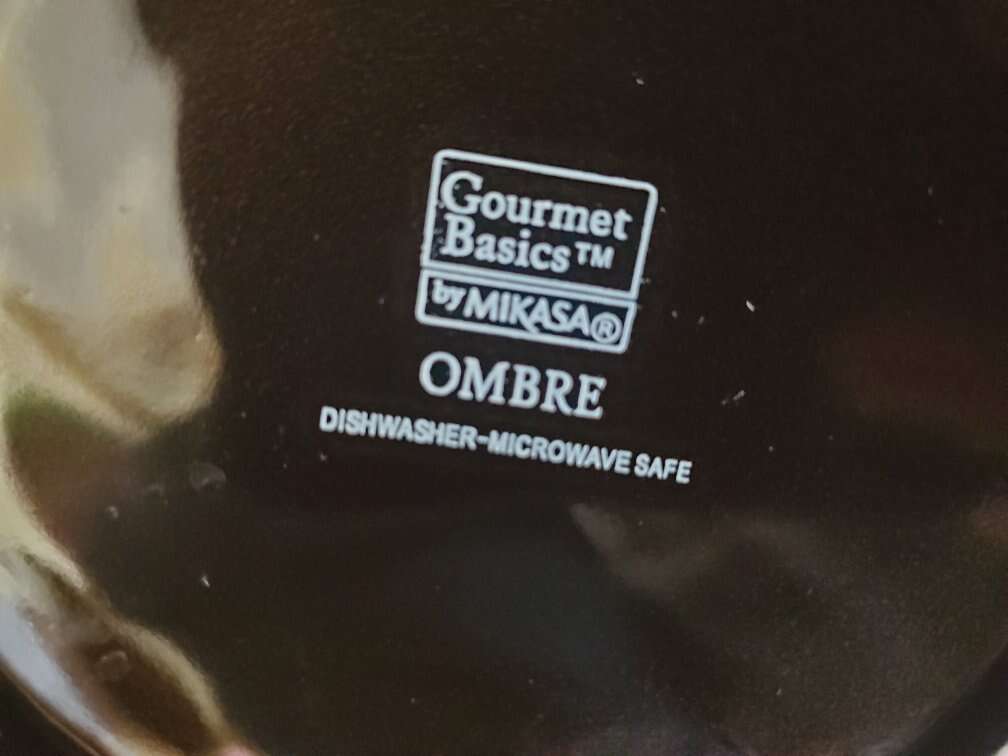 Gourmet
Basics™
by MIKASA®
OMBRE
DISHWASHER-MICROWAVE SAFE